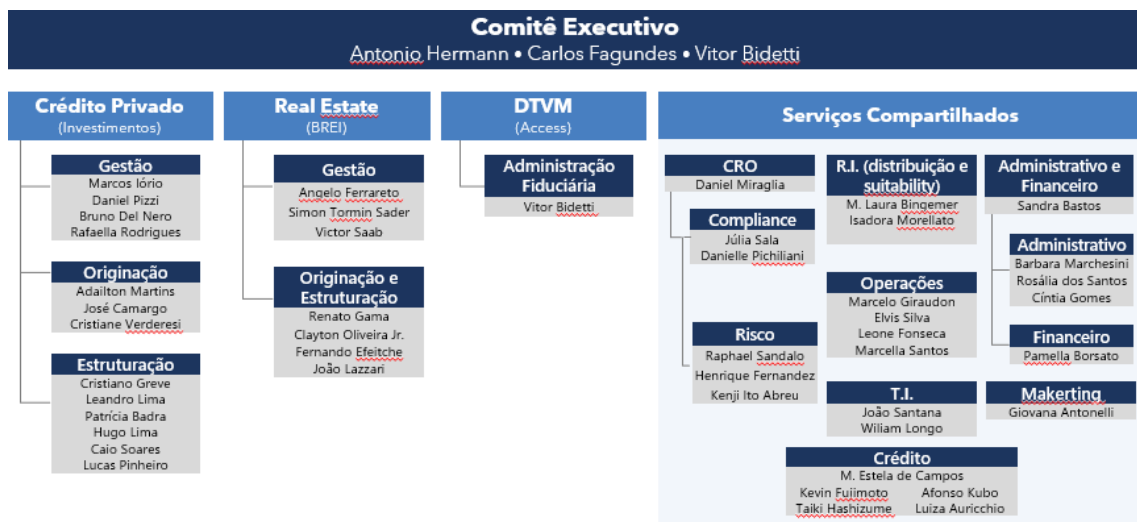 Comitê Executivo
Antonio Hermann • Carlos Fagundes • Vitor Bidetti
Crédito Privado
(Investimentos)
Gestão
Marcos Iório
Daniel Pizzi
Bruno Del Nero
Rafaella Rodrigues
Originação
Adailton Martins
José Camargo
Cristiane Verderesi
Estruturação
Cristiano Greve
Leandro Lima
Patrícia Badra
Hugo Lima
Caio Soares
Lucas Pinheiro
Real Estate
(BREI)
Gestão
Angelo Ferrareto
Simon Tormin Sader
Victor Saab
Originação e
Estruturação
Renato Gama
Clayton Oliveira Jr.
Fernando Efeitche
João Lazzari
DTVM
(Access)
Administração
Fiduciária
Vitor Bidetti
Serviços Compartilhados
CRO
Daniel Miraglia
Compliance
Júlia Sala
Danielle Pichiliani
Risco
Raphael Sandalo
Henrique Fernandez
Kenji Ito Abreu
R.I. (distribuição e
suitability)
M. Laura Bingemer
Isadora Morellato
Operações
Marcelo Giraudon
Elvis Silva
Leone Fonseca
Marcella Santos
T.I.
João Santana
Wiliam Longo
Administrativo e
Financeiro
Sandra Bastos
Administrativo
Barbara Marchesini
Rosália dos Santos
Cíntia Gomes
Financeiro
Pamella Borsato
Makerting
Giovana Antonelli
Crédito
M. Estela de Campos
Kevin Fujimoto Afonso Kubo
Taiki Hashizume Luiza Auricchio